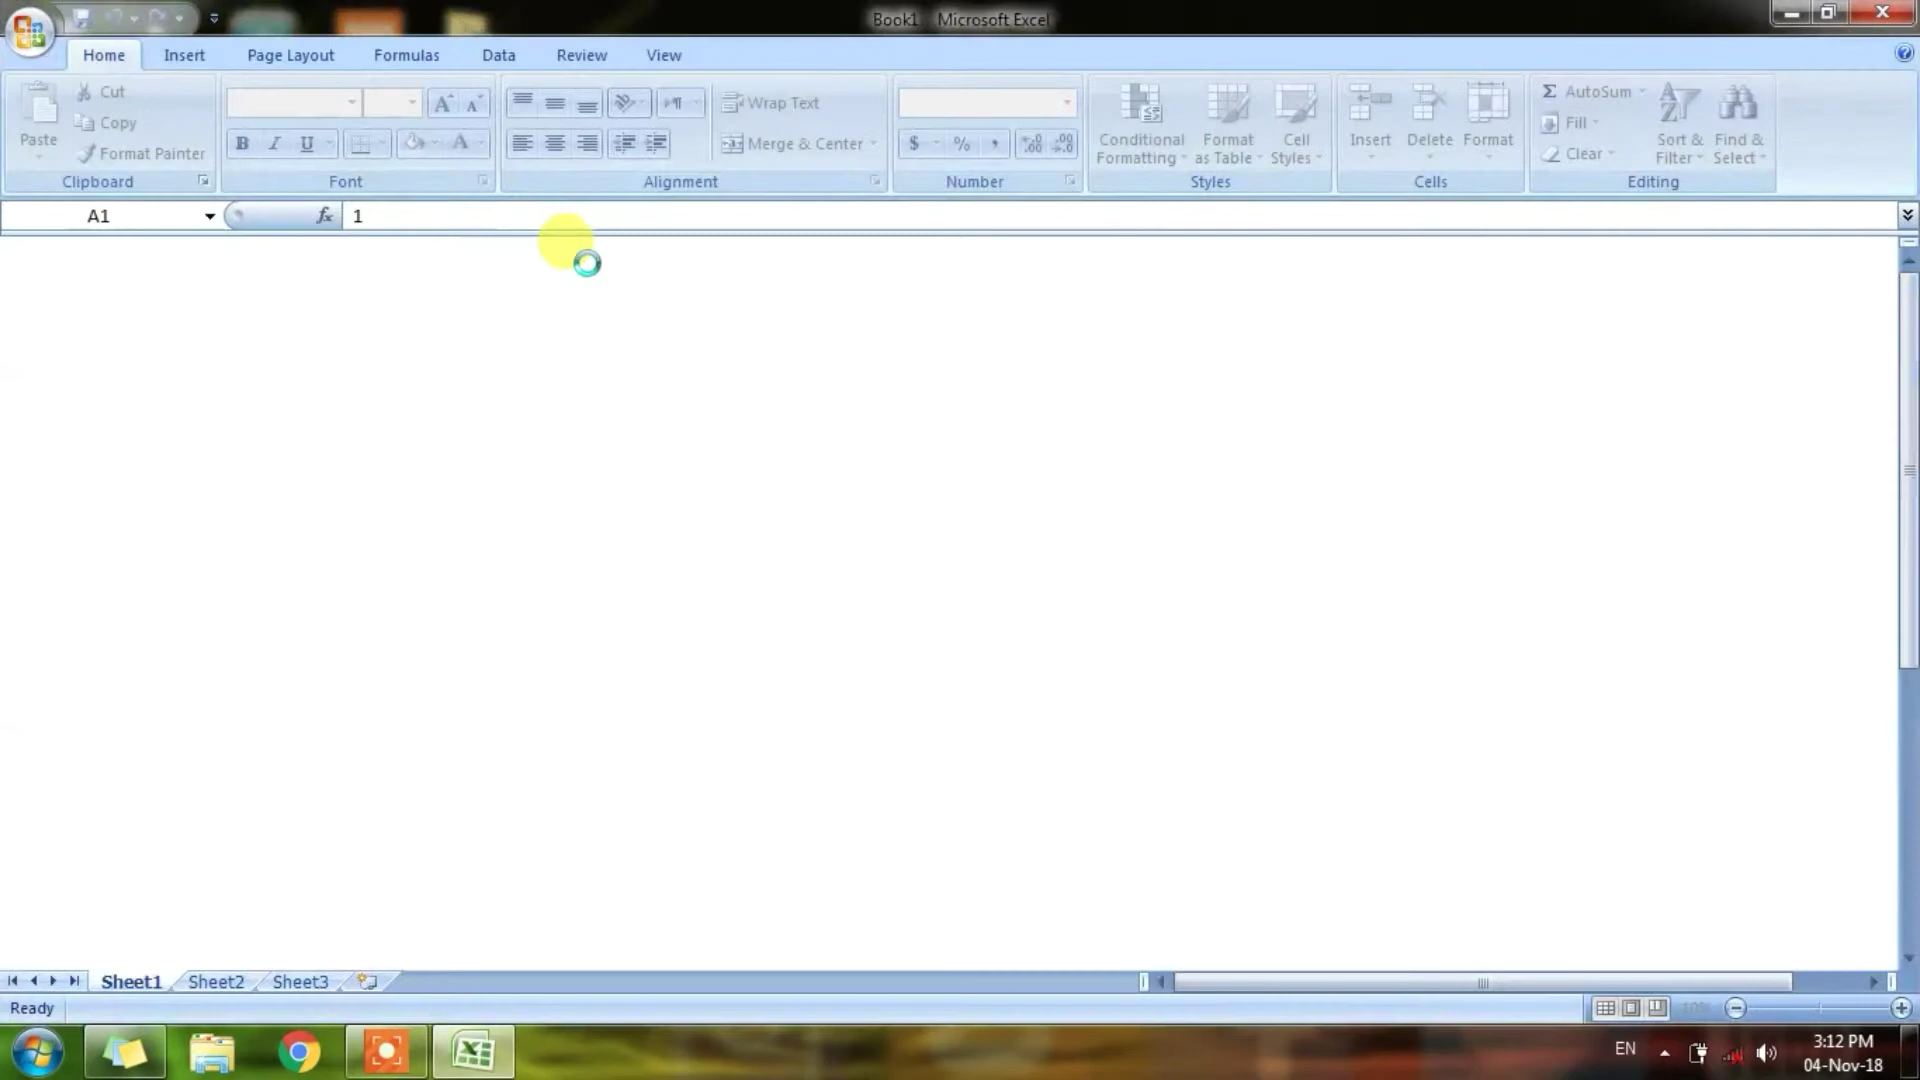 Book1 Microsoft Excel
Home Insert Page Layout Formulas Data Review View
Paste
Cut
Copy
Format Painter
Clipboard
B I U
Font
Wrap Text
Merge & Center
Alignment
$ % ,
Number
Conditional Formatting
Format as Table
Cell Styles
Styles
Insert
Delete
Format
Cells
Σ AutoSum
Fill
Clear
Sort & Filter
Find & Select
Editing
A1 fx 1
Sheet1 Sheet2 Sheet3
Ready
EN
3:12 PM
04-Nov-18